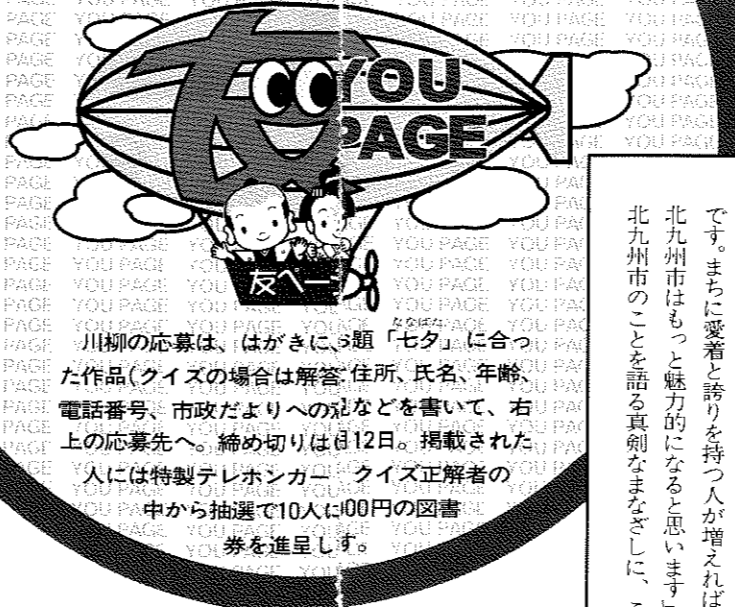 友
YOU
PAGE
友ペー
川柳の応募は、はがきに、題「七夕」に合っ
た作品(クイズの場合は解答 住所、氏名、年齢、
電話番号、市政だよりへの などを書いて、右
上の応募先へ。締め切りは 12日。掲載された
人には特製テレホンカー クイズ正解者の
中から抽選で10人に 00円の図書
券を進呈します。
です。まちに愛着と誇りを持つ人が増えれば
北九州市はもっと魅力的になると思います」
北九州市のことを語る真剣なまなざしに、